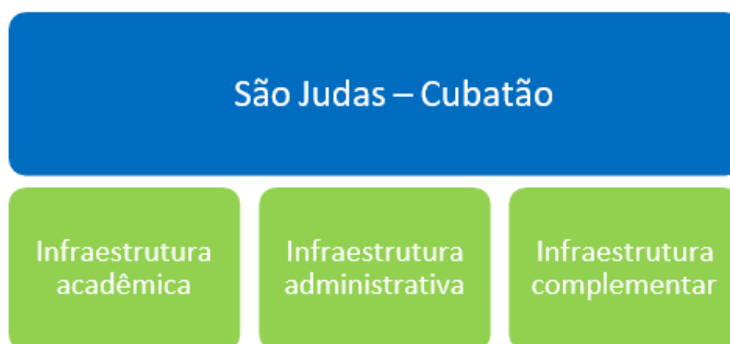 São Judas – Cubatão
Infraestrutura
acadêmica
Infraestrutura
administrativa
Infraestrutura
complementar